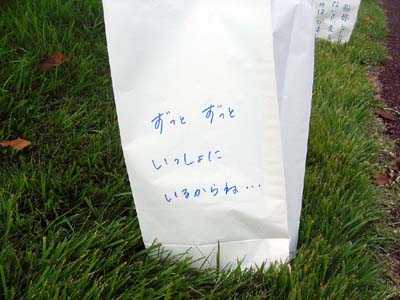 ずっと ずっと
いっしょに
いるからね…